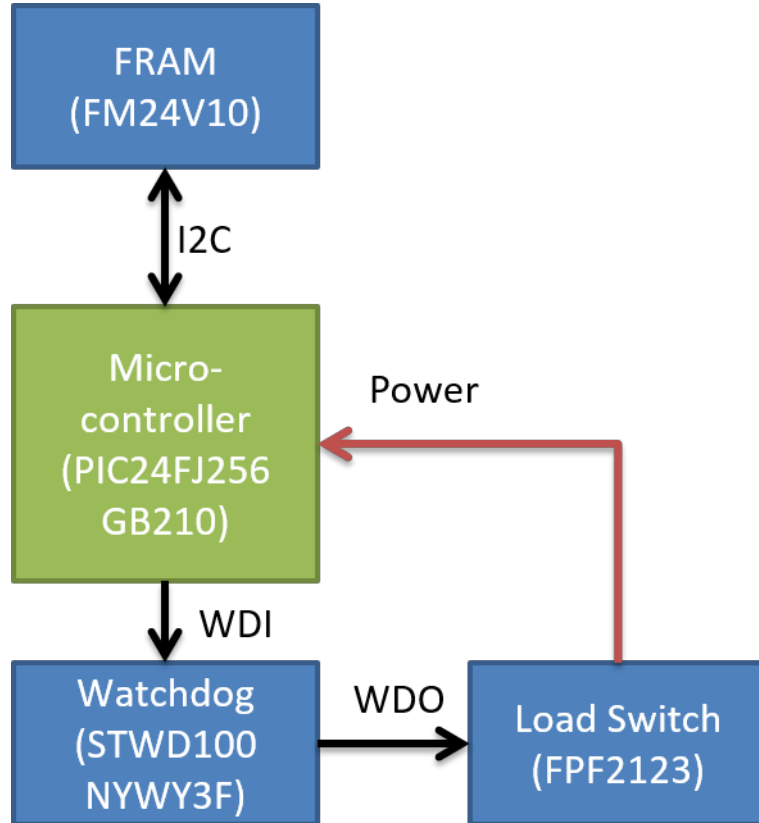 FRAM
(FM24V10)
I2C
Micro-
controller
(PIC24FJ256
GB210)
Power
WDI
Watchdog
(STWD100
NYWY3F)
WDO
Load Switch
(FPF2123)